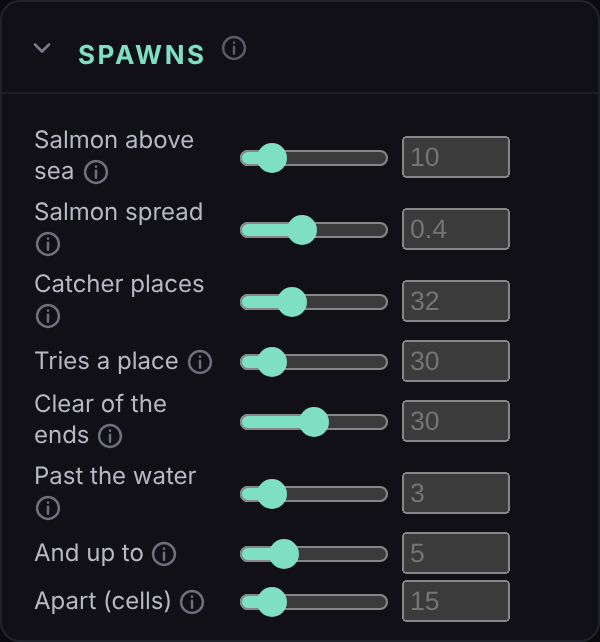 SPAWNS
Salmon above
sea
10
Salmon spread
0.4
Catcher places
32
Tries a place
30
Clear of the
ends
30
Past the water
3
And up to
5
Apart (cells)
15